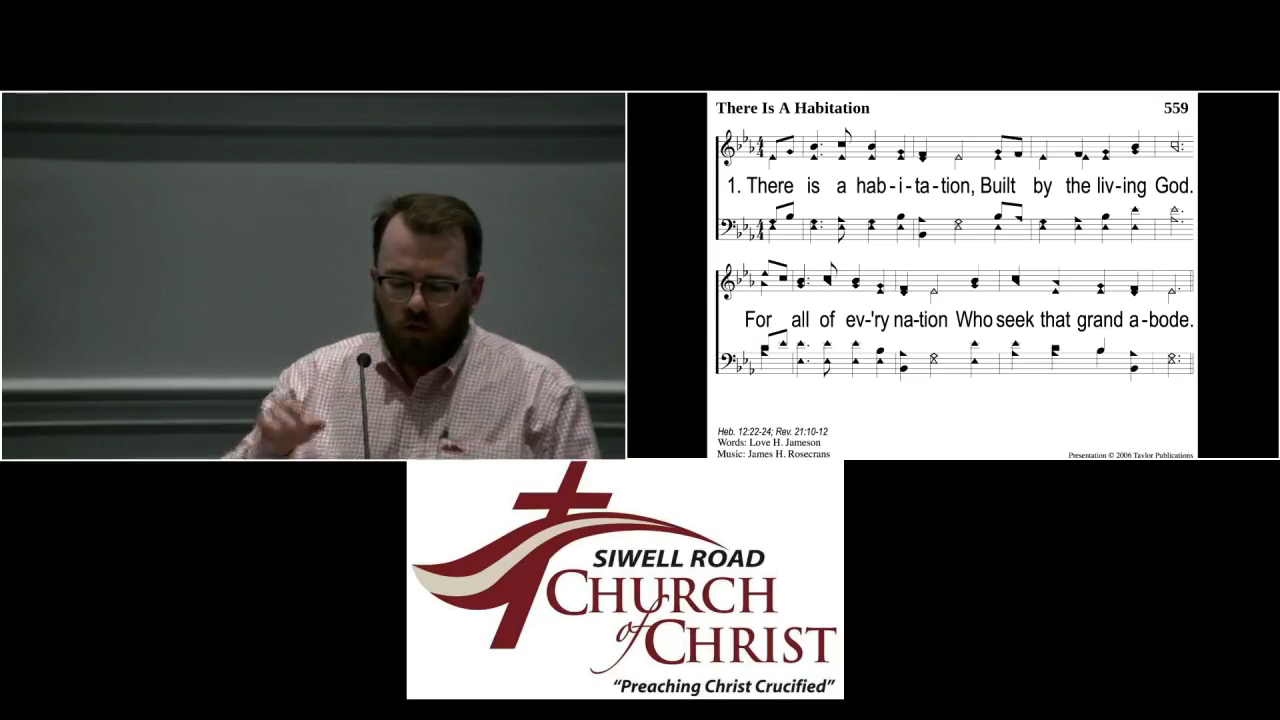 There Is A Habitation 559
1. There is a hab-i-ta-tion, Built by the liv-ing God.
For all of ev-'ry na-tion Who seek that grand a-bode.
Heb. 12:22-24; Rev. 21:10-12
Words: Love H. Jameson
Music: James H. Rosecrans
Presentation © 2006 Taylor Publications
SIWELL ROAD
CHURCH
of CHRIST
“Preaching Christ Crucified”